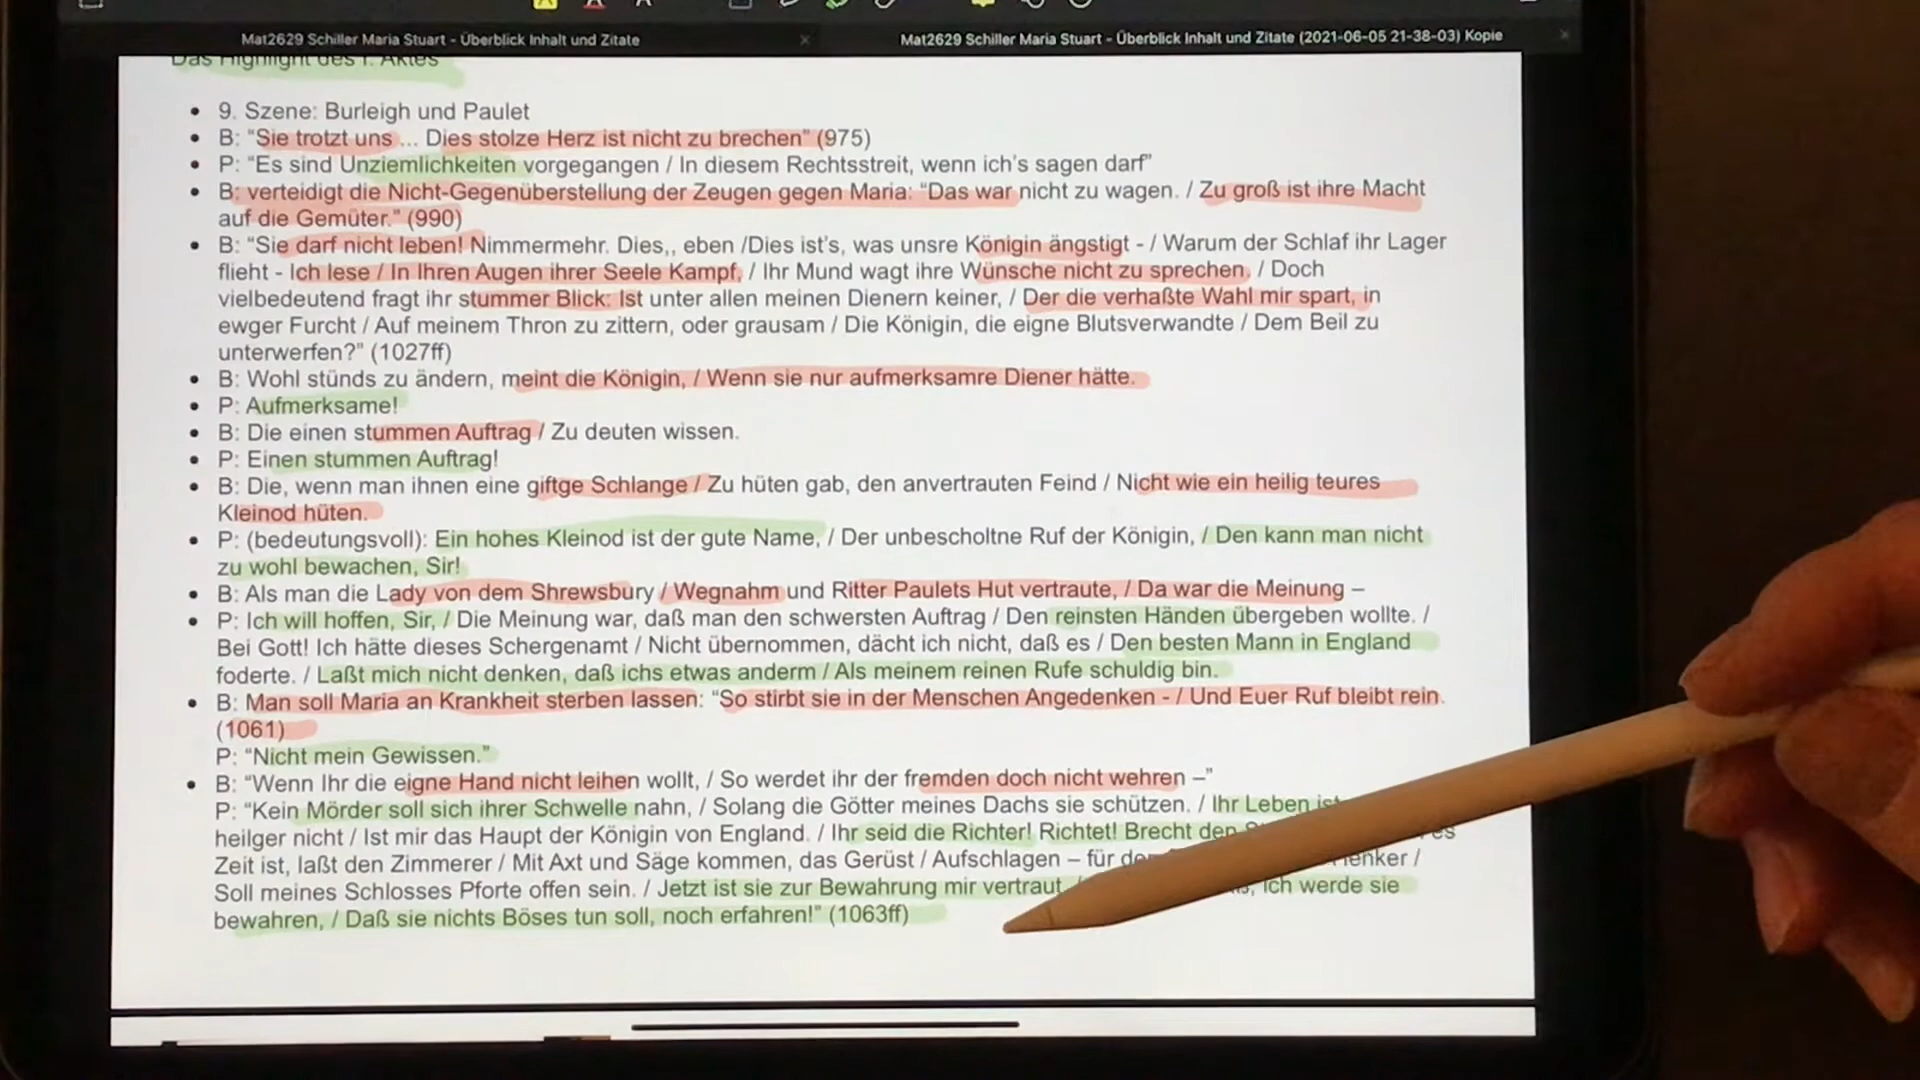 Mat2629 Schiller Maria Stuart - Überblick Inhalt und Zitate
Mat2629 Schiller Maria Stuart - Überblick Inhalt und Zitate (2021-06-05 21-38-03) Kopie
Das Highlight des I. Aktes
• 9. Szene: Burleigh und Paulet
• B: “Sie trotzt uns ... Dies stolze Herz ist nicht zu brechen” (975)
• P: “Es sind Unziemlichkeiten vorgegangen / In diesem Rechtsstreit, wenn ich’s sagen darf”
• B: verteidigt die Nicht-Gegenüberstellung der Zeugen gegen Maria: “Das war nicht zu wagen. / Zu groß ist ihre Macht
auf die Gemüter.” (990)
• B: “Sie darf nicht leben! Nimmermehr. Dies,, eben /Dies ist’s, was unsre Königin ängstigt - / Warum der Schlaf ihr Lager
flieht - Ich lese / In Ihren Augen ihrer Seele Kampf, / Ihr Mund wagt ihre Wünsche nicht zu sprechen, / Doch
vielbedeutend fragt ihr stummer Blick: Ist unter allen meinen Dienern keiner, / Der die verhaßte Wahl mir spart, in
ewger Furcht / Auf meinem Thron zu zittern, oder grausam / Die Königin, die eigne Blutsverwandte / Dem Beil zu
unterwerfen?” (1027ff)
• B: Wohl stünds zu ändern, meint die Königin, / Wenn sie nur aufmerksamre Diener hätte.
• P: Aufmerksame!
• B: Die einen stummen Auftrag / Zu deuten wissen.
• P: Einen stummen Auftrag!
• B: Die, wenn man ihnen eine giftge Schlange / Zu hüten gab, den anvertrauten Feind / Nicht wie ein heilig teures
Kleinod hüten.
• P: (bedeutungsvoll): Ein hohes Kleinod ist der gute Name, / Der unbescholtne Ruf der Königin, / Den kann man nicht
zu wohl bewachen, Sir!
• B: Als man die Lady von dem Shrewsbury / Wegnahm und Ritter Paulets Hut vertraute, / Da war die Meinung –
• P: Ich will hoffen, Sir, / Die Meinung war, daß man den schwersten Auftrag / Den reinsten Händen übergeben wollte. /
Bei Gott! Ich hätte dieses Schergenamt / Nicht übernommen, dächt ich nicht, daß es / Den besten Mann in England
foderte. / Laßt mich nicht denken, daß ichs etwas anderm / Als meinem reinen Rufe schuldig bin.
• B: Man soll Maria an Krankheit sterben lassen: “So stirbt sie in der Menschen Angedenken - / Und Euer Ruf bleibt rein.
(1061)
P: “Nicht mein Gewissen.”
• B: “Wenn Ihr die eigne Hand nicht leihen wollt, / So werdet ihr der fremden doch nicht wehren –”
P: “Kein Mörder soll sich ihrer Schwelle nahn, / Solang die Götter meines Dachs sie schützen. / Ihr Leben ist
heilger nicht / Ist mir das Haupt der Königin von England. / Ihr seid die Richter! Richtet! Brecht den
Zeit ist, laßt den Zimmerer / Mit Axt und Säge kommen, das Gerüst / Aufschlagen – für den Henker /
Soll meines Schlosses Pforte offen sein. / Jetzt ist sie zur Bewahrung mir vertraut, ich werde sie
bewahren, / Daß sie nichts Böses tun soll, noch erfahren!” (1063ff)